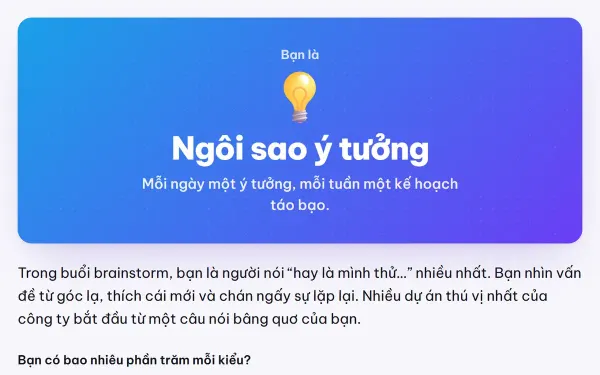 Bạn là
Ngôi sao ý tưởng
Mỗi ngày một ý tưởng, mỗi tuần một kế hoạch
táo bạo.
Trong buổi brainstorm, bạn là người nói “hay là mình thử...” nhiều nhất. Bạn nhìn vấn
đề từ góc lạ, thích cái mới và chán ngấy sự lặp lại. Nhiều dự án thú vị nhất của
công ty bắt đầu từ một câu nói bâng quơ của bạn.
Bạn có bao nhiêu phần trăm mỗi kiểu?